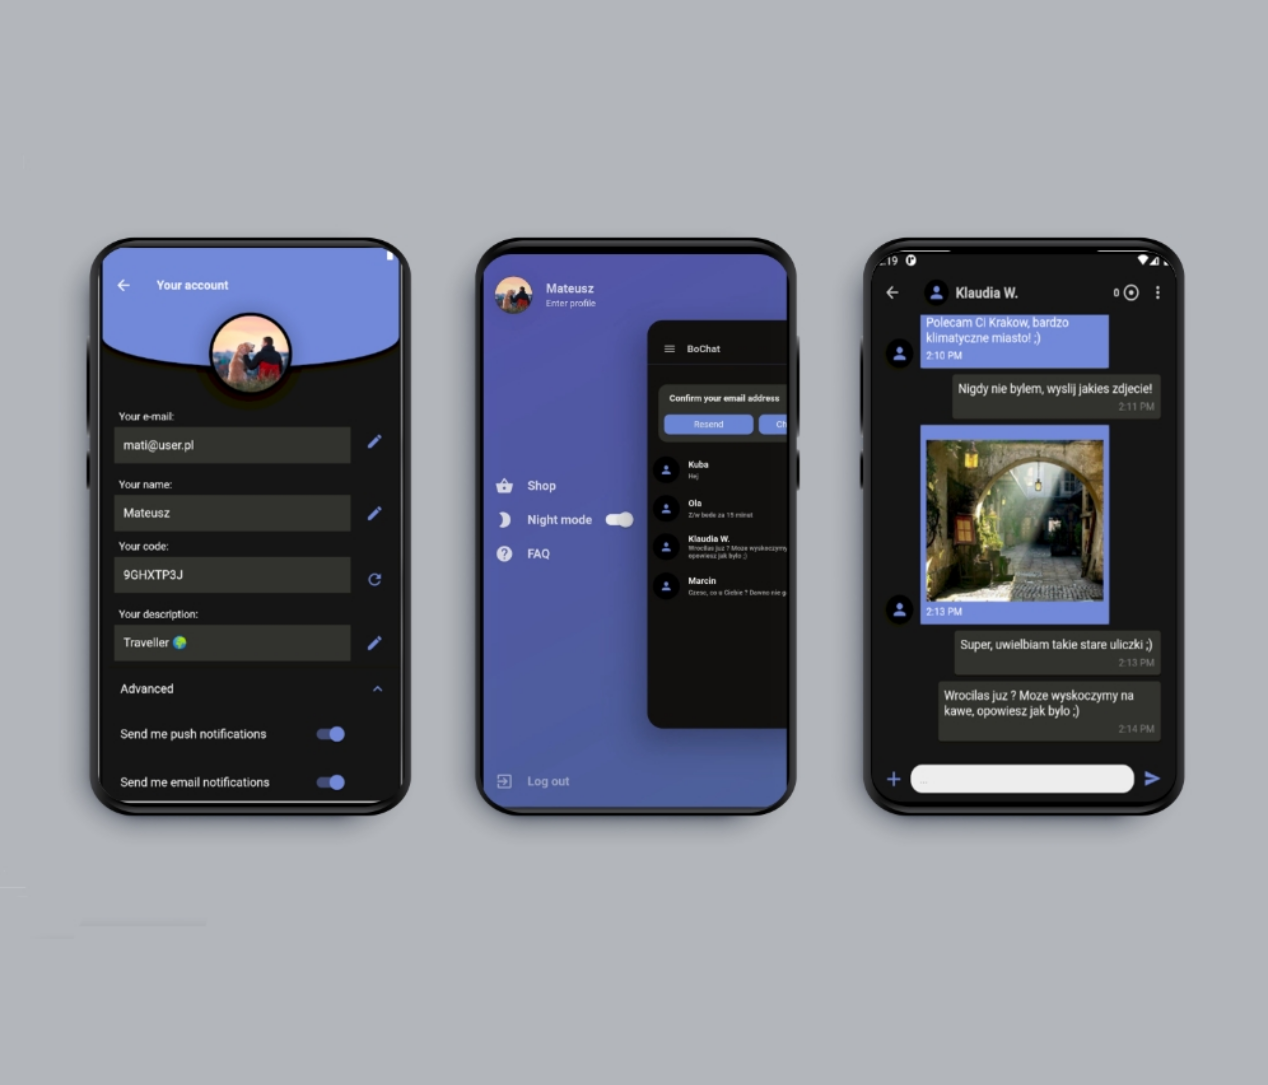 Your account
Your e-mail:
mati@user.pl
Your name:
Mateusz
Your code:
9GHXTP3J
Your description:
Traveller 🌍
Advanced
Send me push notifications
Send me email notifications
Mateusz
Enter profile
Shop
Night mode
FAQ
Log out
BoChat
Confirm your email address
Resend
Ch
Kuba
Hej
Ola
Z/w bede za 15 minut
Klaudia W.
Wrocilas juz ? Moze wyskoczymy
opowiesz jak bylo ;)
Marcin
Czesc, co u Ciebie ? Dawno nie g
19
Klaudia W.
0
Polecam Ci Krakow, bardzo
klimatyczne miasto! ;)
2:10 PM
Nigdy nie bylem, wyslij jakies zdjecie!
2:11 PM
2:13 PM
Super, uwielbiam takie stare uliczki ;)
2:13 PM
Wrocilas juz ? Moze wyskoczymy na
kawe, opowiesz jak bylo ;)
2:14 PM
...